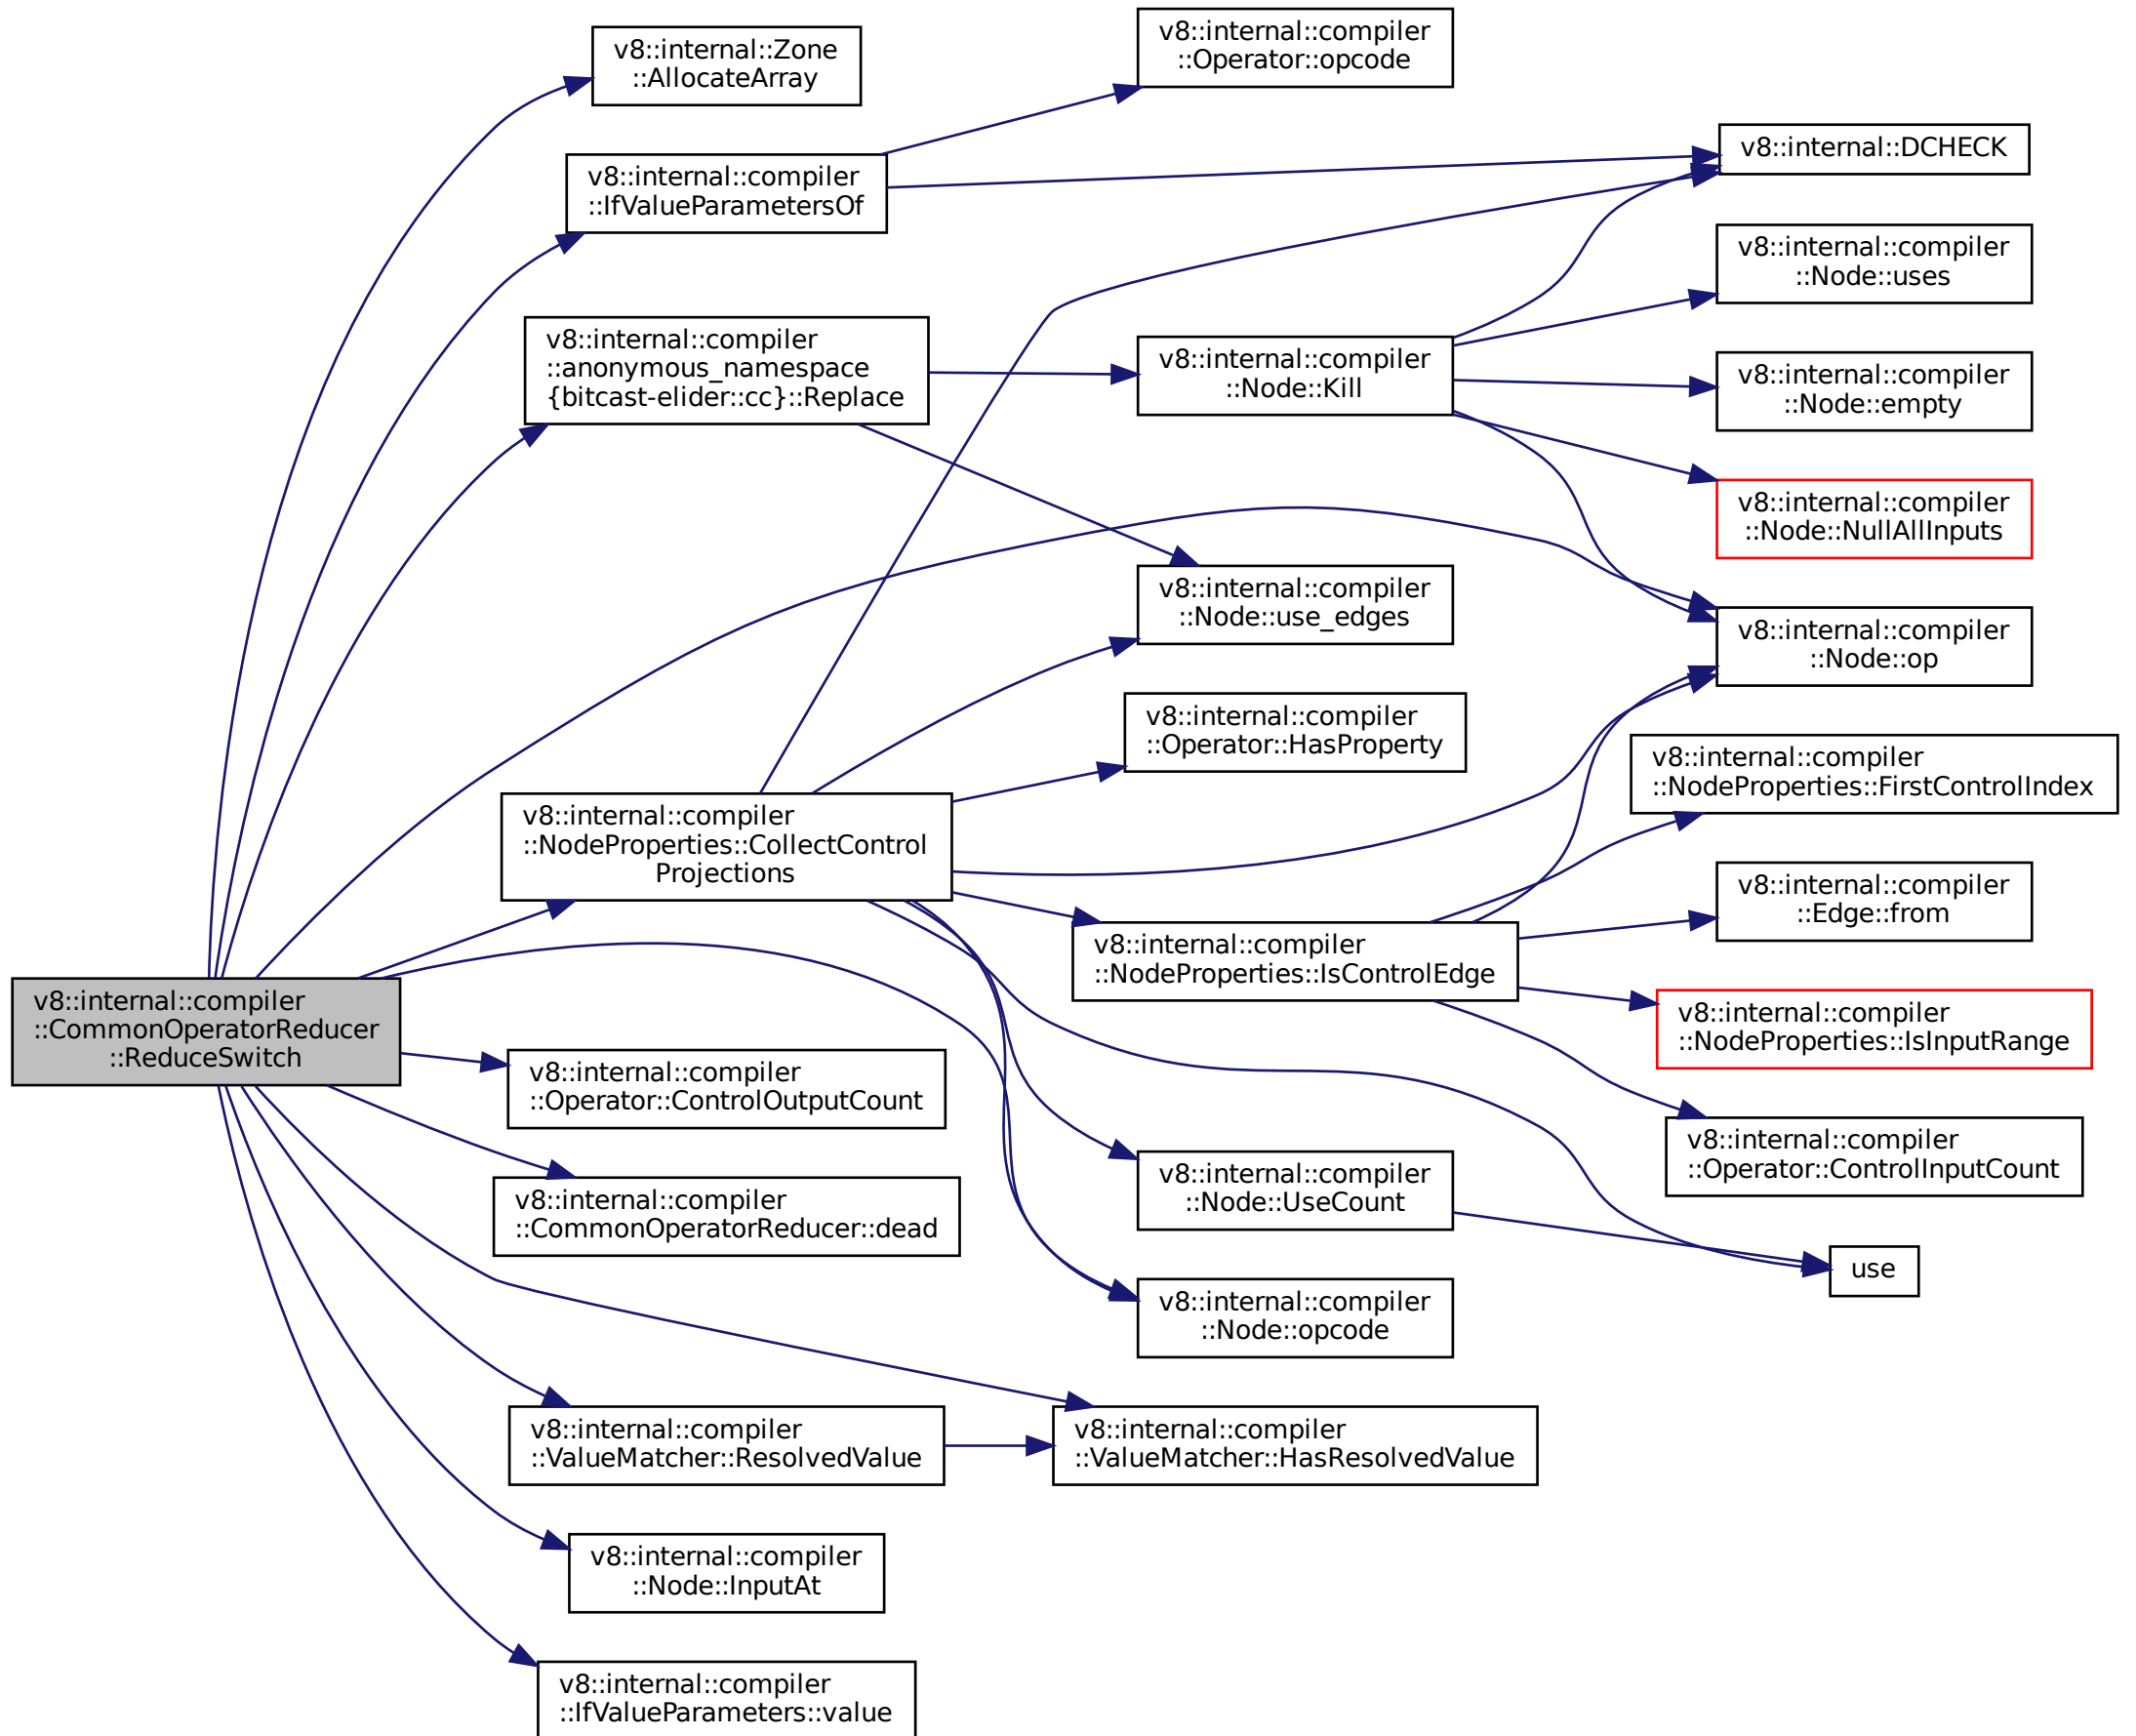 v8::internal::compiler
::CommonOperatorReducer
::ReduceSwitch
v8::internal::Zone
::AllocateArray
v8::internal::compiler
::IfValueParametersOf
v8::internal::compiler
::anonymous_namespace
{bitcast-elider::cc}::Replace
v8::internal::compiler
::NodeProperties::CollectControl
Projections
v8::internal::compiler
::Operator::ControlOutputCount
v8::internal::compiler
::CommonOperatorReducer::dead
v8::internal::compiler
::ValueMatcher::ResolvedValue
v8::internal::compiler
::Node::InputAt
v8::internal::compiler
::IfValueParameters::value
v8::internal::compiler
::Operator::opcode
v8::internal::compiler
::Node::Kill
v8::internal::compiler
::Node::use_edges
v8::internal::compiler
::Operator::HasProperty
v8::internal::compiler
::NodeProperties::IsControlEdge
v8::internal::compiler
::Node::UseCount
v8::internal::compiler
::Node::opcode
v8::internal::compiler
::ValueMatcher::HasResolvedValue
v8::internal::DCHECK
v8::internal::compiler
::Node::uses
v8::internal::compiler
::Node::empty
v8::internal::compiler
::Node::NullAllInputs
v8::internal::compiler
::Node::op
v8::internal::compiler
::NodeProperties::FirstControlIndex
v8::internal::compiler
::Edge::from
v8::internal::compiler
::NodeProperties::IsInputRange
v8::internal::compiler
::Operator::ControlInputCount
use